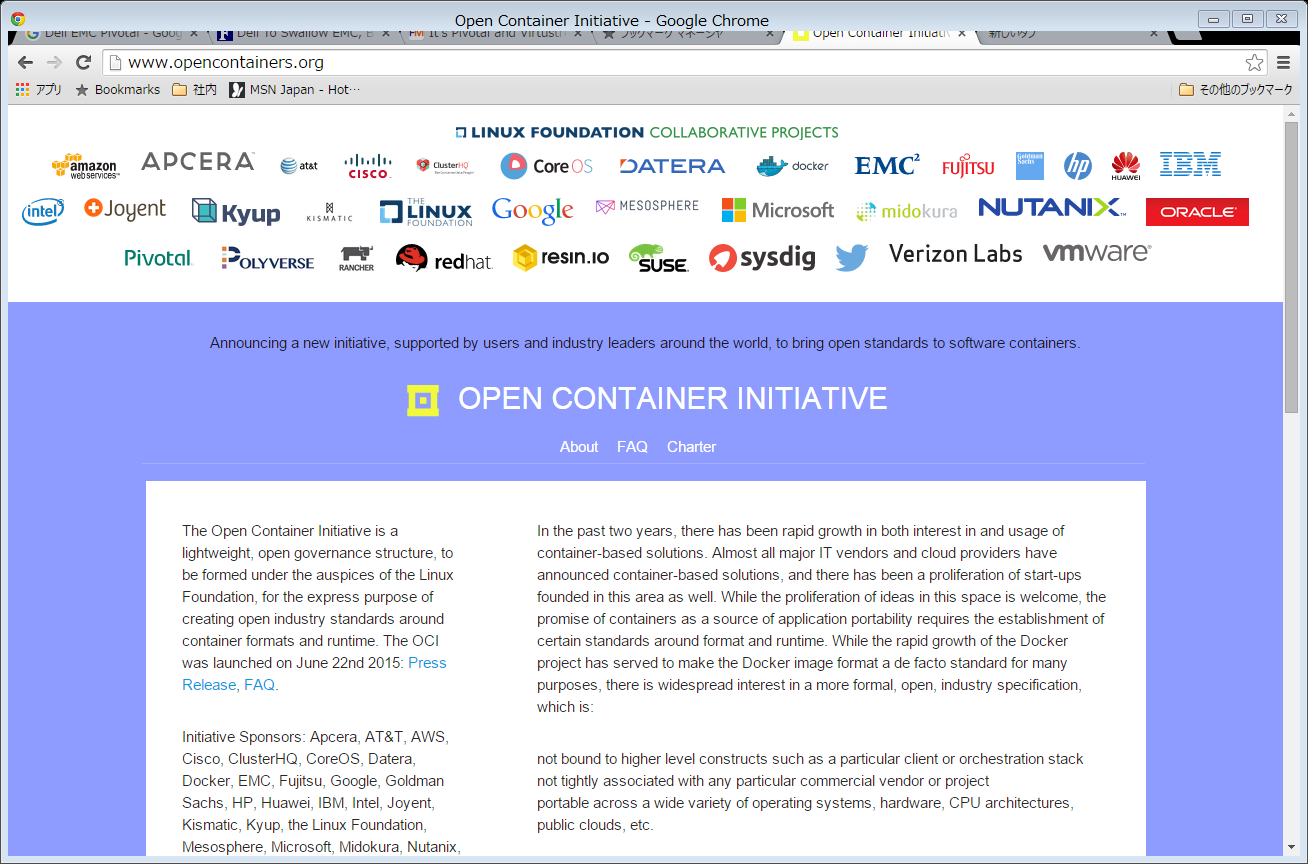 Open Container Initiative - Google Chrome
Dell EMC Pivotal - Goog
Dell To Swallow EMC, B
It's Pivotal and Virtustr
ブックマーク マネージャ
Open Container Initiativ
新しいタブ
www.opencontainers.org
アプリ
Bookmarks
社内
MSN Japan - Hot…
その他のブックマーク
LINUX FOUNDATION COLLABORATIVE PROJECTS
amazon web services™
APCERA™
at&t
CISCO
ClusterHQ
CoreOS
DATERA
docker
EMC²
FUJITSU
Goldman Sachs
hp
HUAWEI
IBM
intel
Joyent
Kyup
KISMATIC
THE LINUX FOUNDATION
Google
MESOSPHERE
Microsoft
midokura
NUTANIX™
ORACLE
Pivotal
POLYVERSE
RANCHER
redhat.
resin.io
SUSE
sysdig
Verizon Labs
vmware
Announcing a new initiative, supported by users and industry leaders around the world, to bring open standards to software containers.
OPEN CONTAINER INITIATIVE
About FAQ Charter
The Open Container Initiative is a
lightweight, open governance structure, to
be formed under the auspices of the Linux
Foundation, for the express purpose of
creating open industry standards around
container formats and runtime. The OCI
was launched on June 22nd 2015: Press
Release, FAQ.
Initiative Sponsors: Apcera, AT&T, AWS,
Cisco, ClusterHQ, CoreOS, Datera,
Docker, EMC, Fujitsu, Google, Goldman
Sachs, HP, Huawei, IBM, Intel, Joyent,
Kismatic, Kyup, the Linux Foundation,
Mesosphere, Microsoft, Midokura, Nutanix,
In the past two years, there has been rapid growth in both interest in and usage of
container-based solutions. Almost all major IT vendors and cloud providers have
announced container-based solutions, and there has been a proliferation of start-ups
founded in this area as well. While the proliferation of ideas in this space is welcome, the
promise of containers as a source of application portability requires the establishment of
certain standards around format and runtime. While the rapid growth of the Docker
project has served to make the Docker image format a de facto standard for many
purposes, there is widespread interest in a more formal, open, industry specification,
which is:
not bound to higher level constructs such as a particular client or orchestration stack
not tightly associated with any particular commercial vendor or project
portable across a wide variety of operating systems, hardware, CPU architectures,
public clouds, etc.